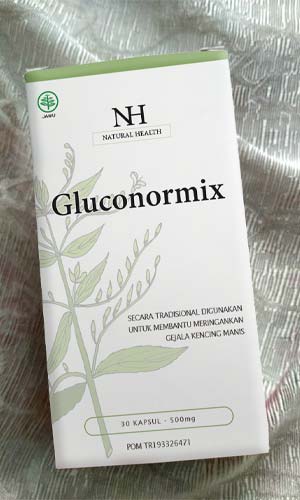 JAMU
NH
NATURAL HEALTH
Gluconormix
SECARA TRADISIONAL DIGUNAKAN
UNTUK MEMBANTU MERINGANKAN
GEJALA KENCING MANIS
30 KAPSUL - 500mg
POM TR193326471